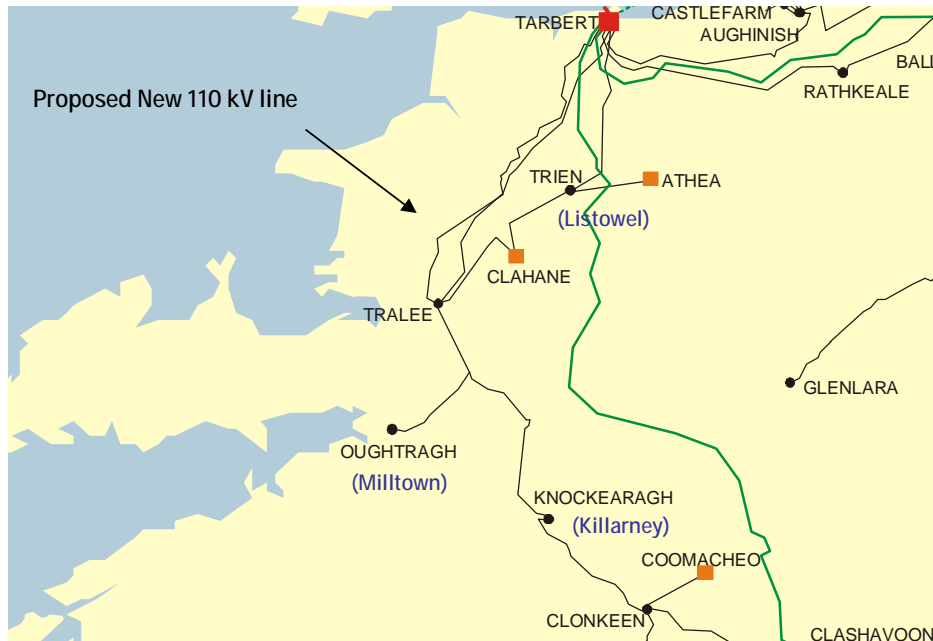 TARBERT
CASTLEFARM
AUGHINISH
BALL
RATHKEALE
Proposed New 110 kV line
TRIEN
ATHEA
(Listowel)
CLAHANE
TRALEE
GLENLARA
OUGHTRAGH
(Milltown)
KNOCKEARAGH
(Killarney)
COOMACHEO
CLONKEEN
CLASHAVOON